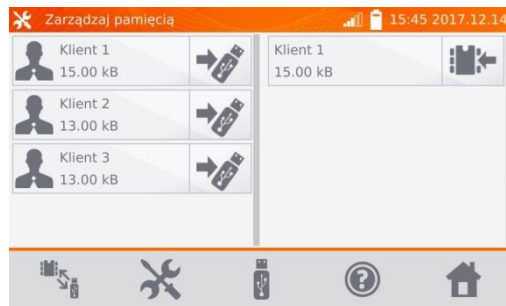 Zarządzaj pamięcią
15:45 2017.12.14
Klient 1
15.00 kB
Klient 2
13.00 kB
Klient 3
13.00 kB
Klient 1
15.00 kB